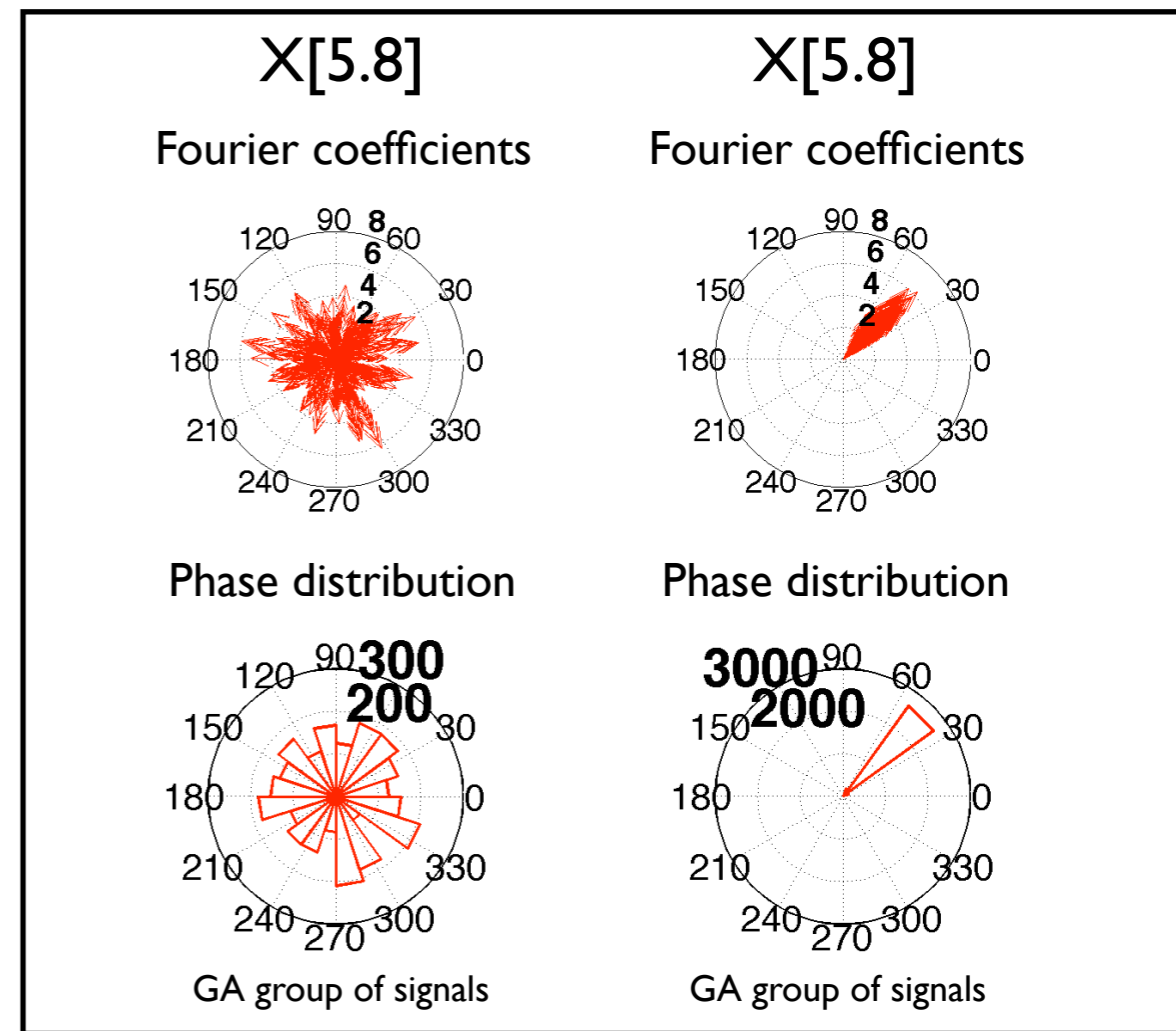 X[5.8] X[5.8]
Fourier coefficients Fourier coefficients
90 8 90 8
120 60 120 60
6 6
150 4 30 150 4 30
2 2
180 0 180 0
210 330 210 330
240 300 240 300
270 270
Phase distribution Phase distribution
90 300 3000 90
120 200 2000 60
150 30 150 30
180 0 180 0
210 330 210 330
240 300 240 300
270 270
GA group of signals GA group of signals